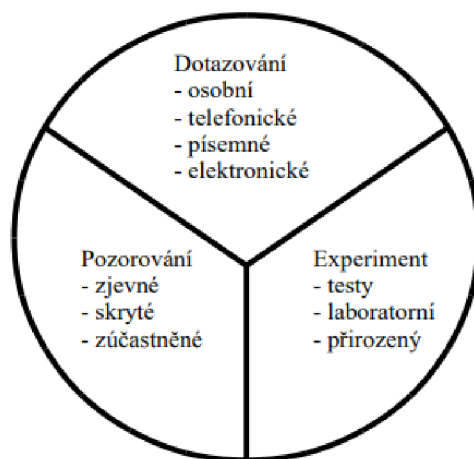 Dotazování
- osobní
- telefonické
- písemné
- elektronické
Pozorování
- zjevné
- skryté
- zúčastněné
Experiment
- testy
- laboratorní
- přirozený